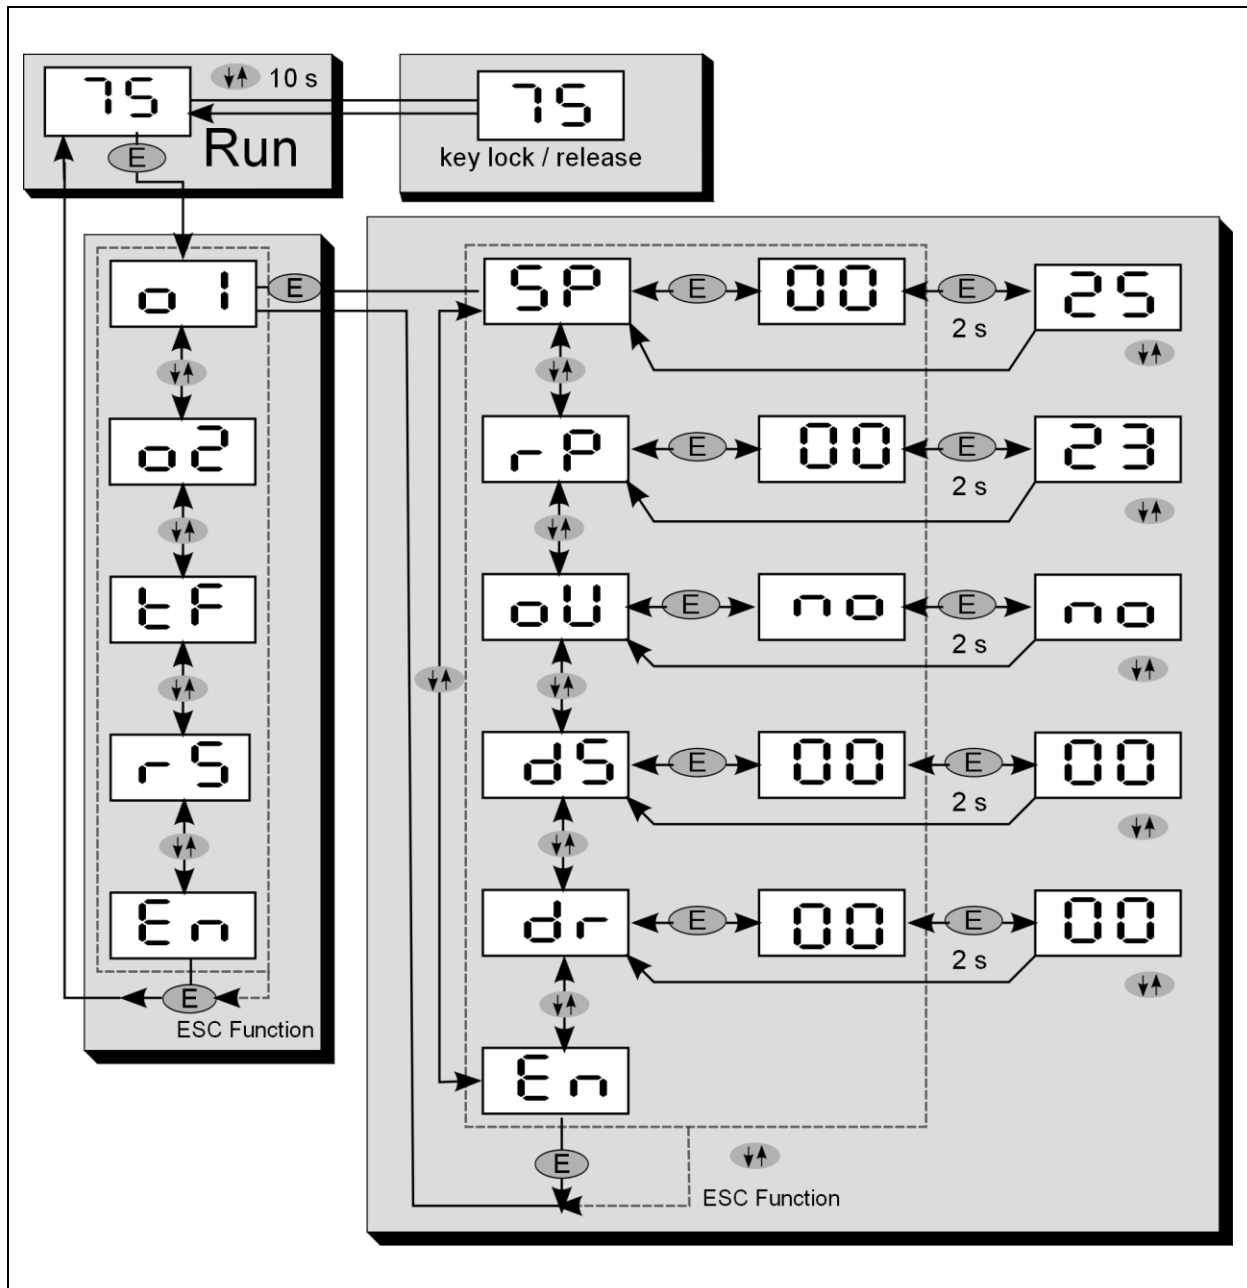 75
10 s
Run
E
75
key lock / release
o1
E
o2
tF
rS
En
E
ESC Function
SP
E
00
E
2 s
25
rP
E
00
E
2 s
23
oU
E
no
E
2 s
no
dS
E
00
E
2 s
00
dr
E
00
E
2 s
00
En
E
ESC Function